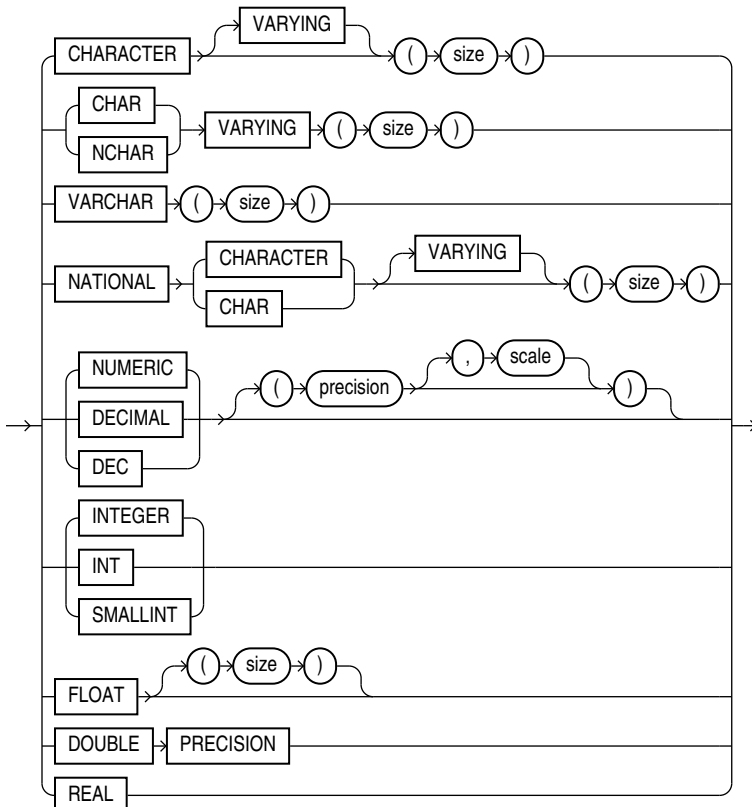 VARYING
CHARACTER ( size )
CHAR
VARYING ( size )
NCHAR
VARCHAR ( size )
CHARACTER VARYING
NATIONAL ( size )
CHAR
NUMERIC , scale
( precision )
DECIMAL
DEC
INTEGER
INT
SMALLINT
( size )
FLOAT
DOUBLE PRECISION
REAL